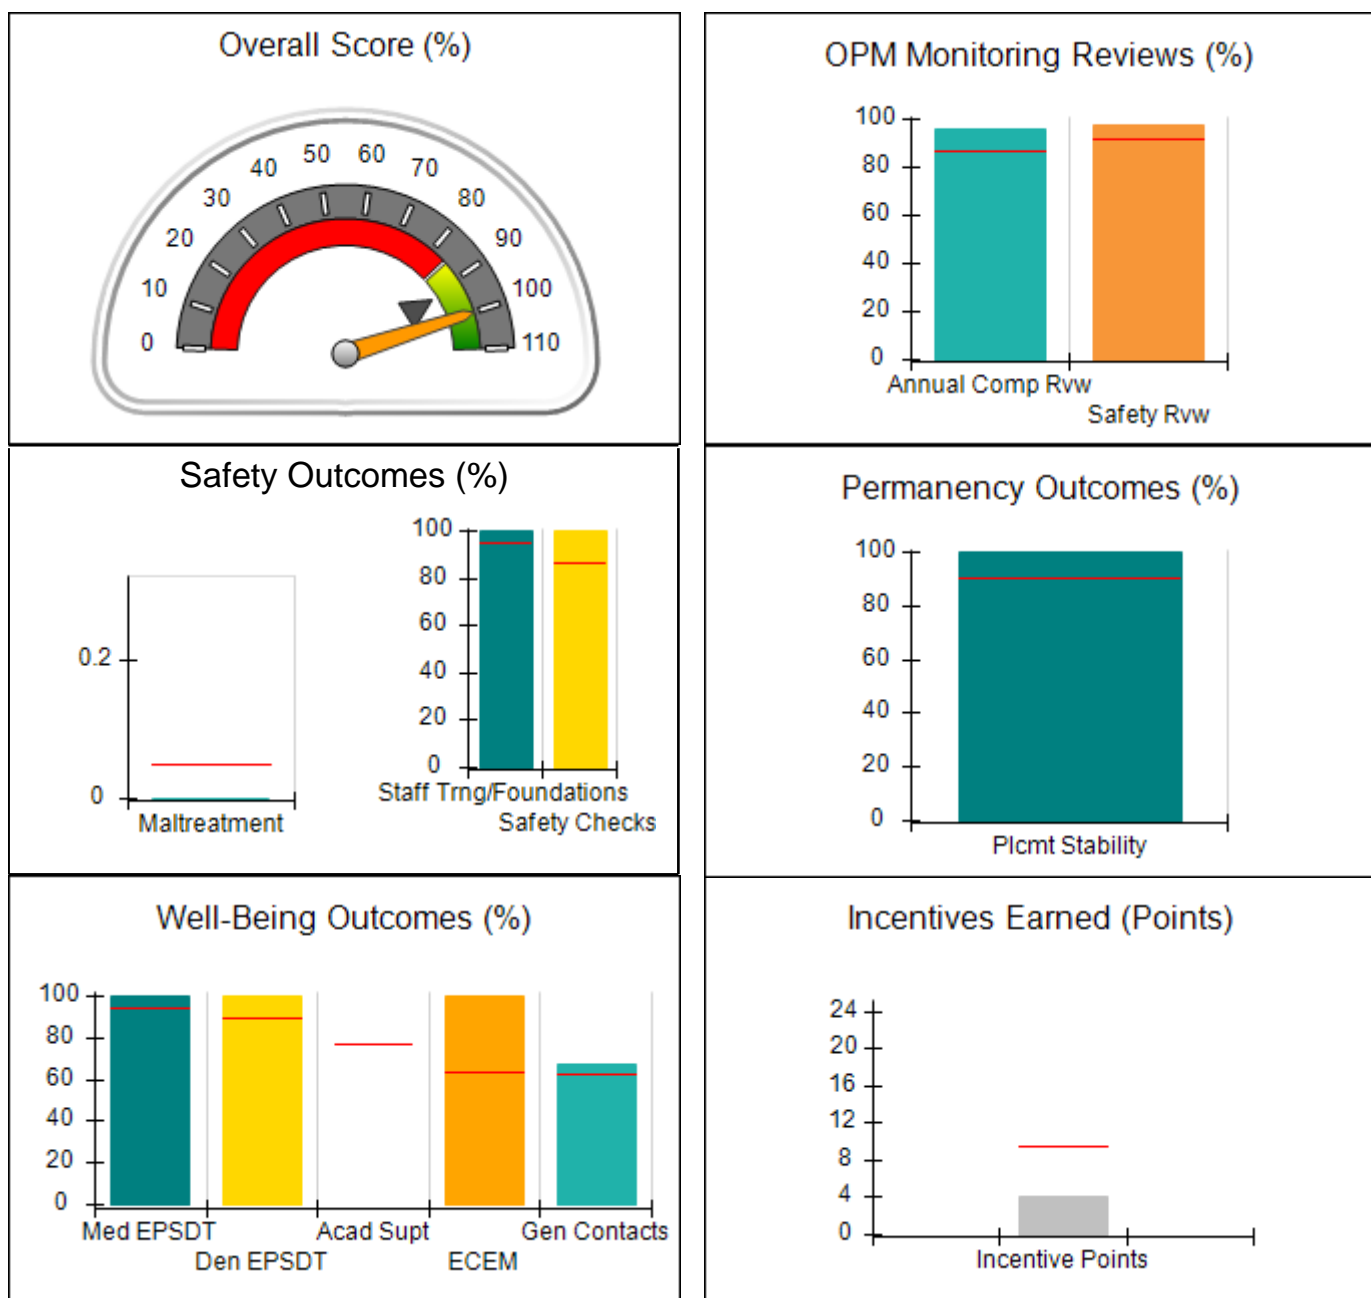 Overall Score (%)
0
10
20
30
40
50
60
70
80
90
100
110
OPM Monitoring Reviews (%)
100
80
60
40
20
0
Annual Comp Rvw
Safety Rvw
Safety Outcomes (%)
0.2
0
Maltreatment
100
80
60
40
20
0
Staff Trng/Foundations
Safety Checks
Permanency Outcomes (%)
100
80
60
40
20
0
Plcmt Stability
Well-Being Outcomes (%)
100
80
60
40
20
0
Med EPSDT
Den EPSDT
Acad Supt
ECEM
Gen Contacts
Incentives Earned (Points)
24
20
16
12
8
4
0
Incentive Points